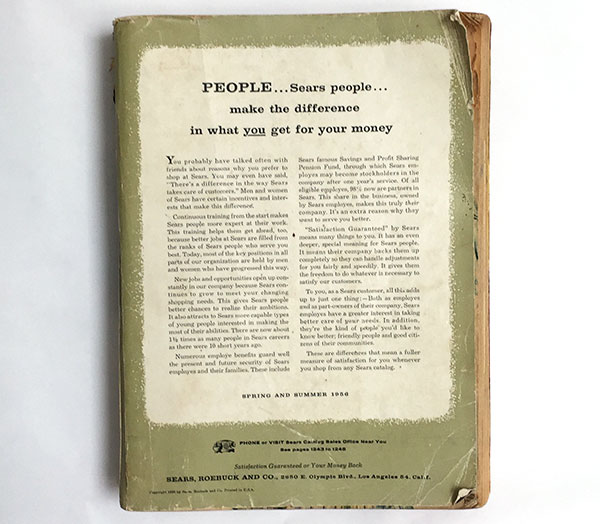 PEOPLE...Sears people...
make the difference
in what you get for your money
You probably have talked often with
friends about reasons why you prefer to
shop at Sears. You may even have said,
"There's a difference in the way Sears
takes care of customers." Men and women
of Sears have certain incentives and inter-
ests that make this difference.
Continuous training from the start makes
Sears people more expert at their work.
This training helps them get ahead, too
because better jobs at Sears are filled from
the ranks of Sears people who serve you
best. Today, most of the key positions in all
parts of our organization are held by men
and women who have progressed this way.
New jobs and opportunities open up con-
stantly in our company because Sears con-
tinues to grow to meet your changing
shopping needs. This gives Sears people
better chances to realize their ambitions.
It also attracts to Sears more capable types
of young people interested in making the
most of their abilities. There are now about
1½ times as many people in Sears careers
as there were 10 short years ago.
Numerous employe benefits guard well
the present and future security of Sears
employes and their families. These include
Sears famous Savings and Profit Sharing
Pension Fund, through which Sears em-
ployes may become stockholders in the
company after one year's service. Of all
eligible employes, 98% now are partners in
Sears. This share in the business, owned
by Sears employes, makes this truly their
company. It's an extra reason why they
want to serve you better.
"Satisfaction Guaranteed" by Sears
means many things to you. It has an even
deeper, special meaning for Sears people.
It means their company backs them up
completely so they can handle adjustments
for you fairly and speedily. It gives them
the freedom to do whatever is necessary to
satisfy our customers.
To you, as a Sears customer, all this adds
up to just one thing:—Both as employes
and as part-owners of their company, Sears
employes have a greater interest in taking
better care of your needs. In addition,
they're the kind of people you'd like to
know better; friendly people and good citi-
zens of their communities.
These are differences that mean a fuller
measure of satisfaction for you whenever
you shop from any Sears catalog.
SPRING AND SUMMER 1956
PHONE or VISIT Sears Catalog Sales Office Near You
See pages 1243 to 1248
Satisfaction Guaranteed or Your Money Back
SEARS, ROEBUCK AND CO., 2650 E. Olympic Blvd., Los Angeles 54, Calif.
Copyright 1956 by Sears, Roebuck and Co. Printed in U.S.A.